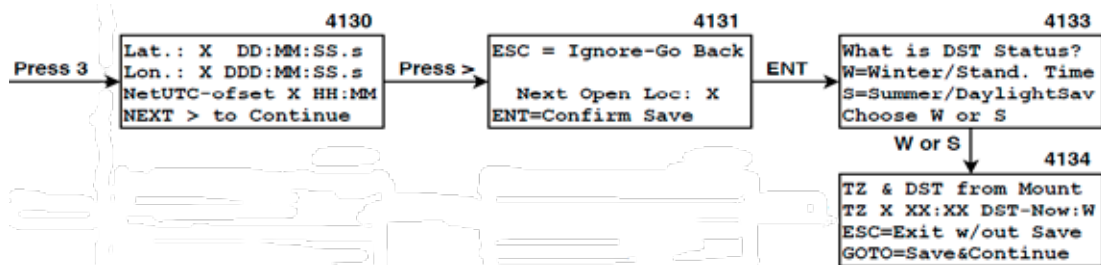 4130
4131
4133
Press 3
Lat.: X DD:MM:SS.s
Lon.: X DDD:MM:SS.s
NetUTC-ofset X HH:MM
NEXT > to Continue
Press >
ESC = Ignore-Go Back
Next Open Loc: X
ENT=Confirm Save
ENT
What is DST Status?
W=Winter/Stand. Time
S=Summer/DaylightSav
Choose W or S
W or S
4134
TZ & DST from Mount
TZ X XX:XX DST-Now:W
ESC=Exit w/out Save
GOTO=Save&Continue